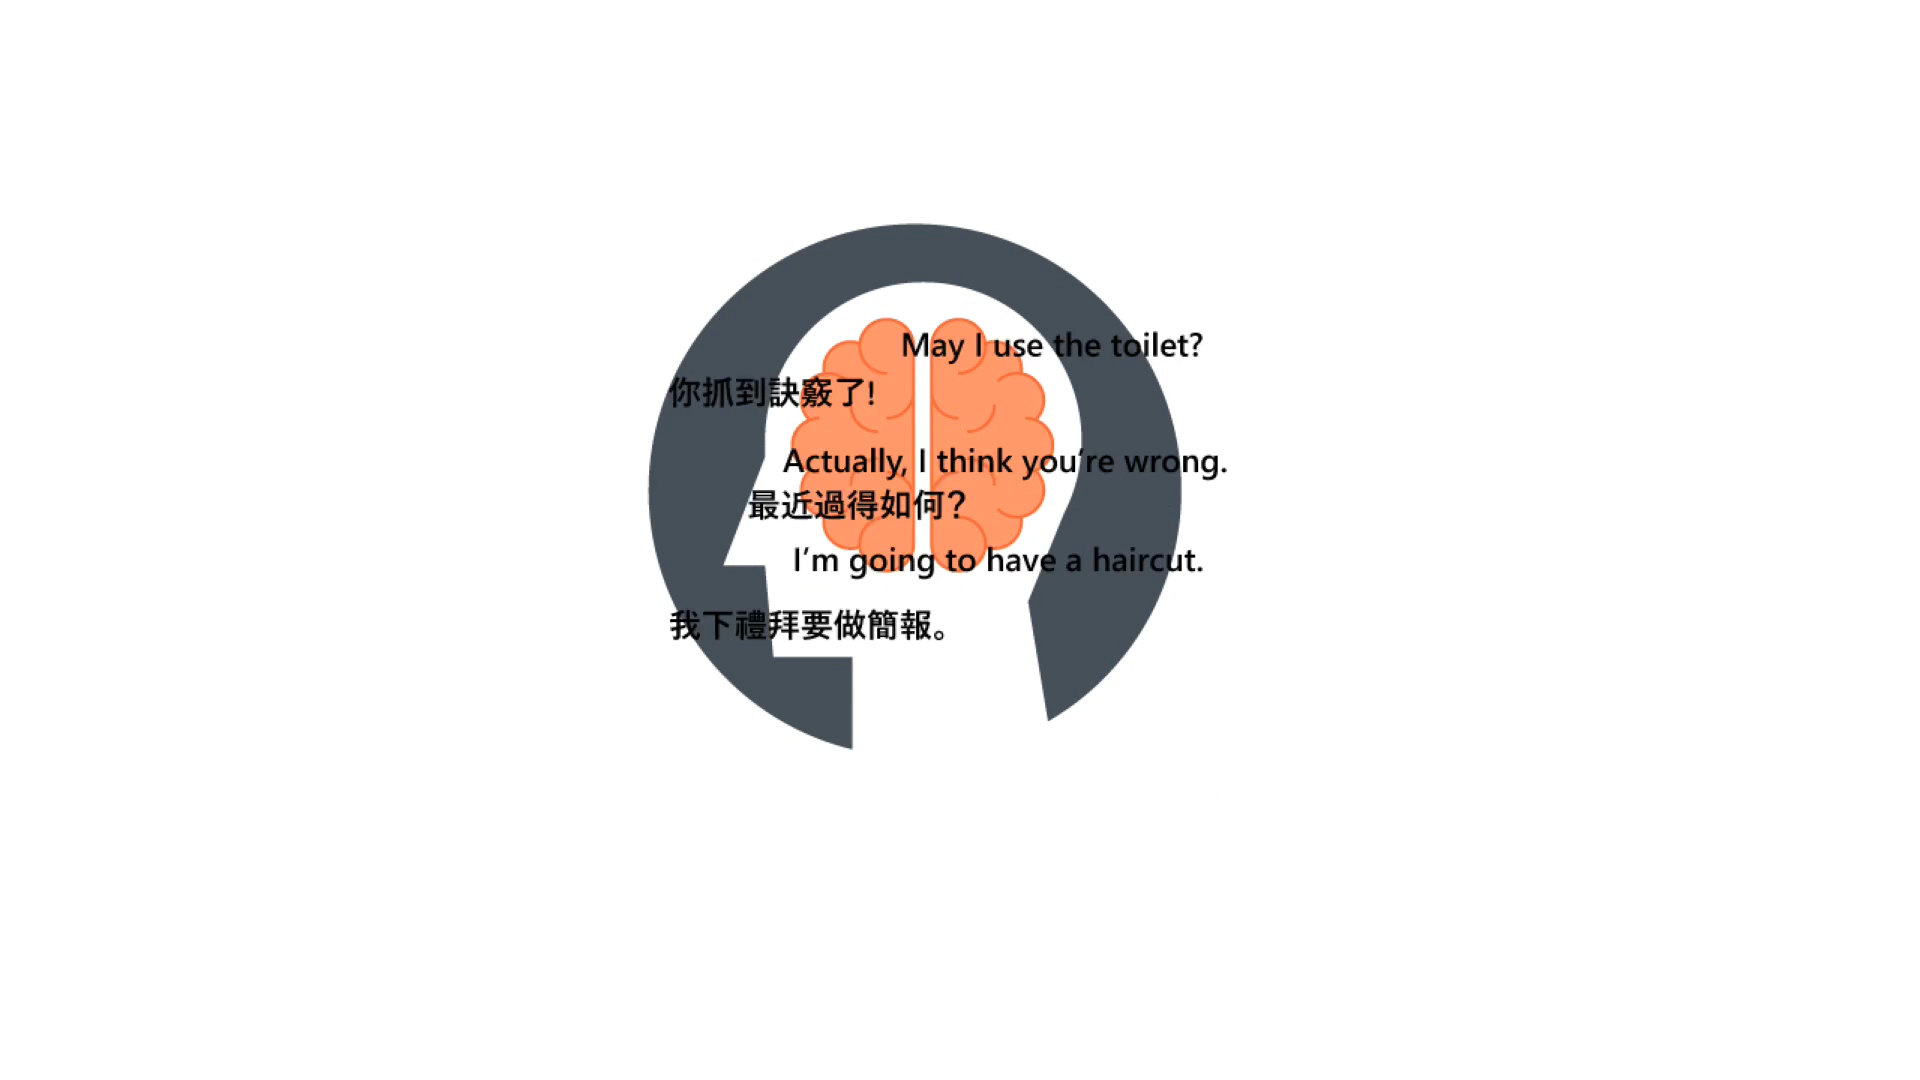 May I use the toilet?
你抓到訣竅了!
Actually, I think you’re wrong.
最近過得如何?
I’m going to have a haircut.
我下禮拜要做簡報。